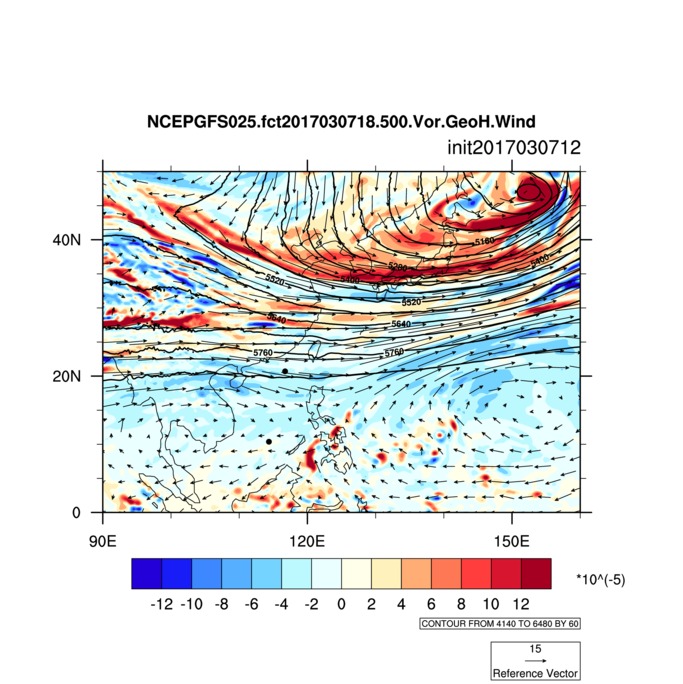 NCEPGFS025.fct2017030718.500.Vor.GeoH.Wind
init2017030712
40N
20N
0
90E 120E 150E
5160
5280
5400
5400
5520
5520
5640
5640
5760
5760
-12 -10 -8 -6 -4 -2 0 2 4 6 8 10 12
*10^(-5)
CONTOUR FROM 4140 TO 6480 BY 60
15
Reference Vector